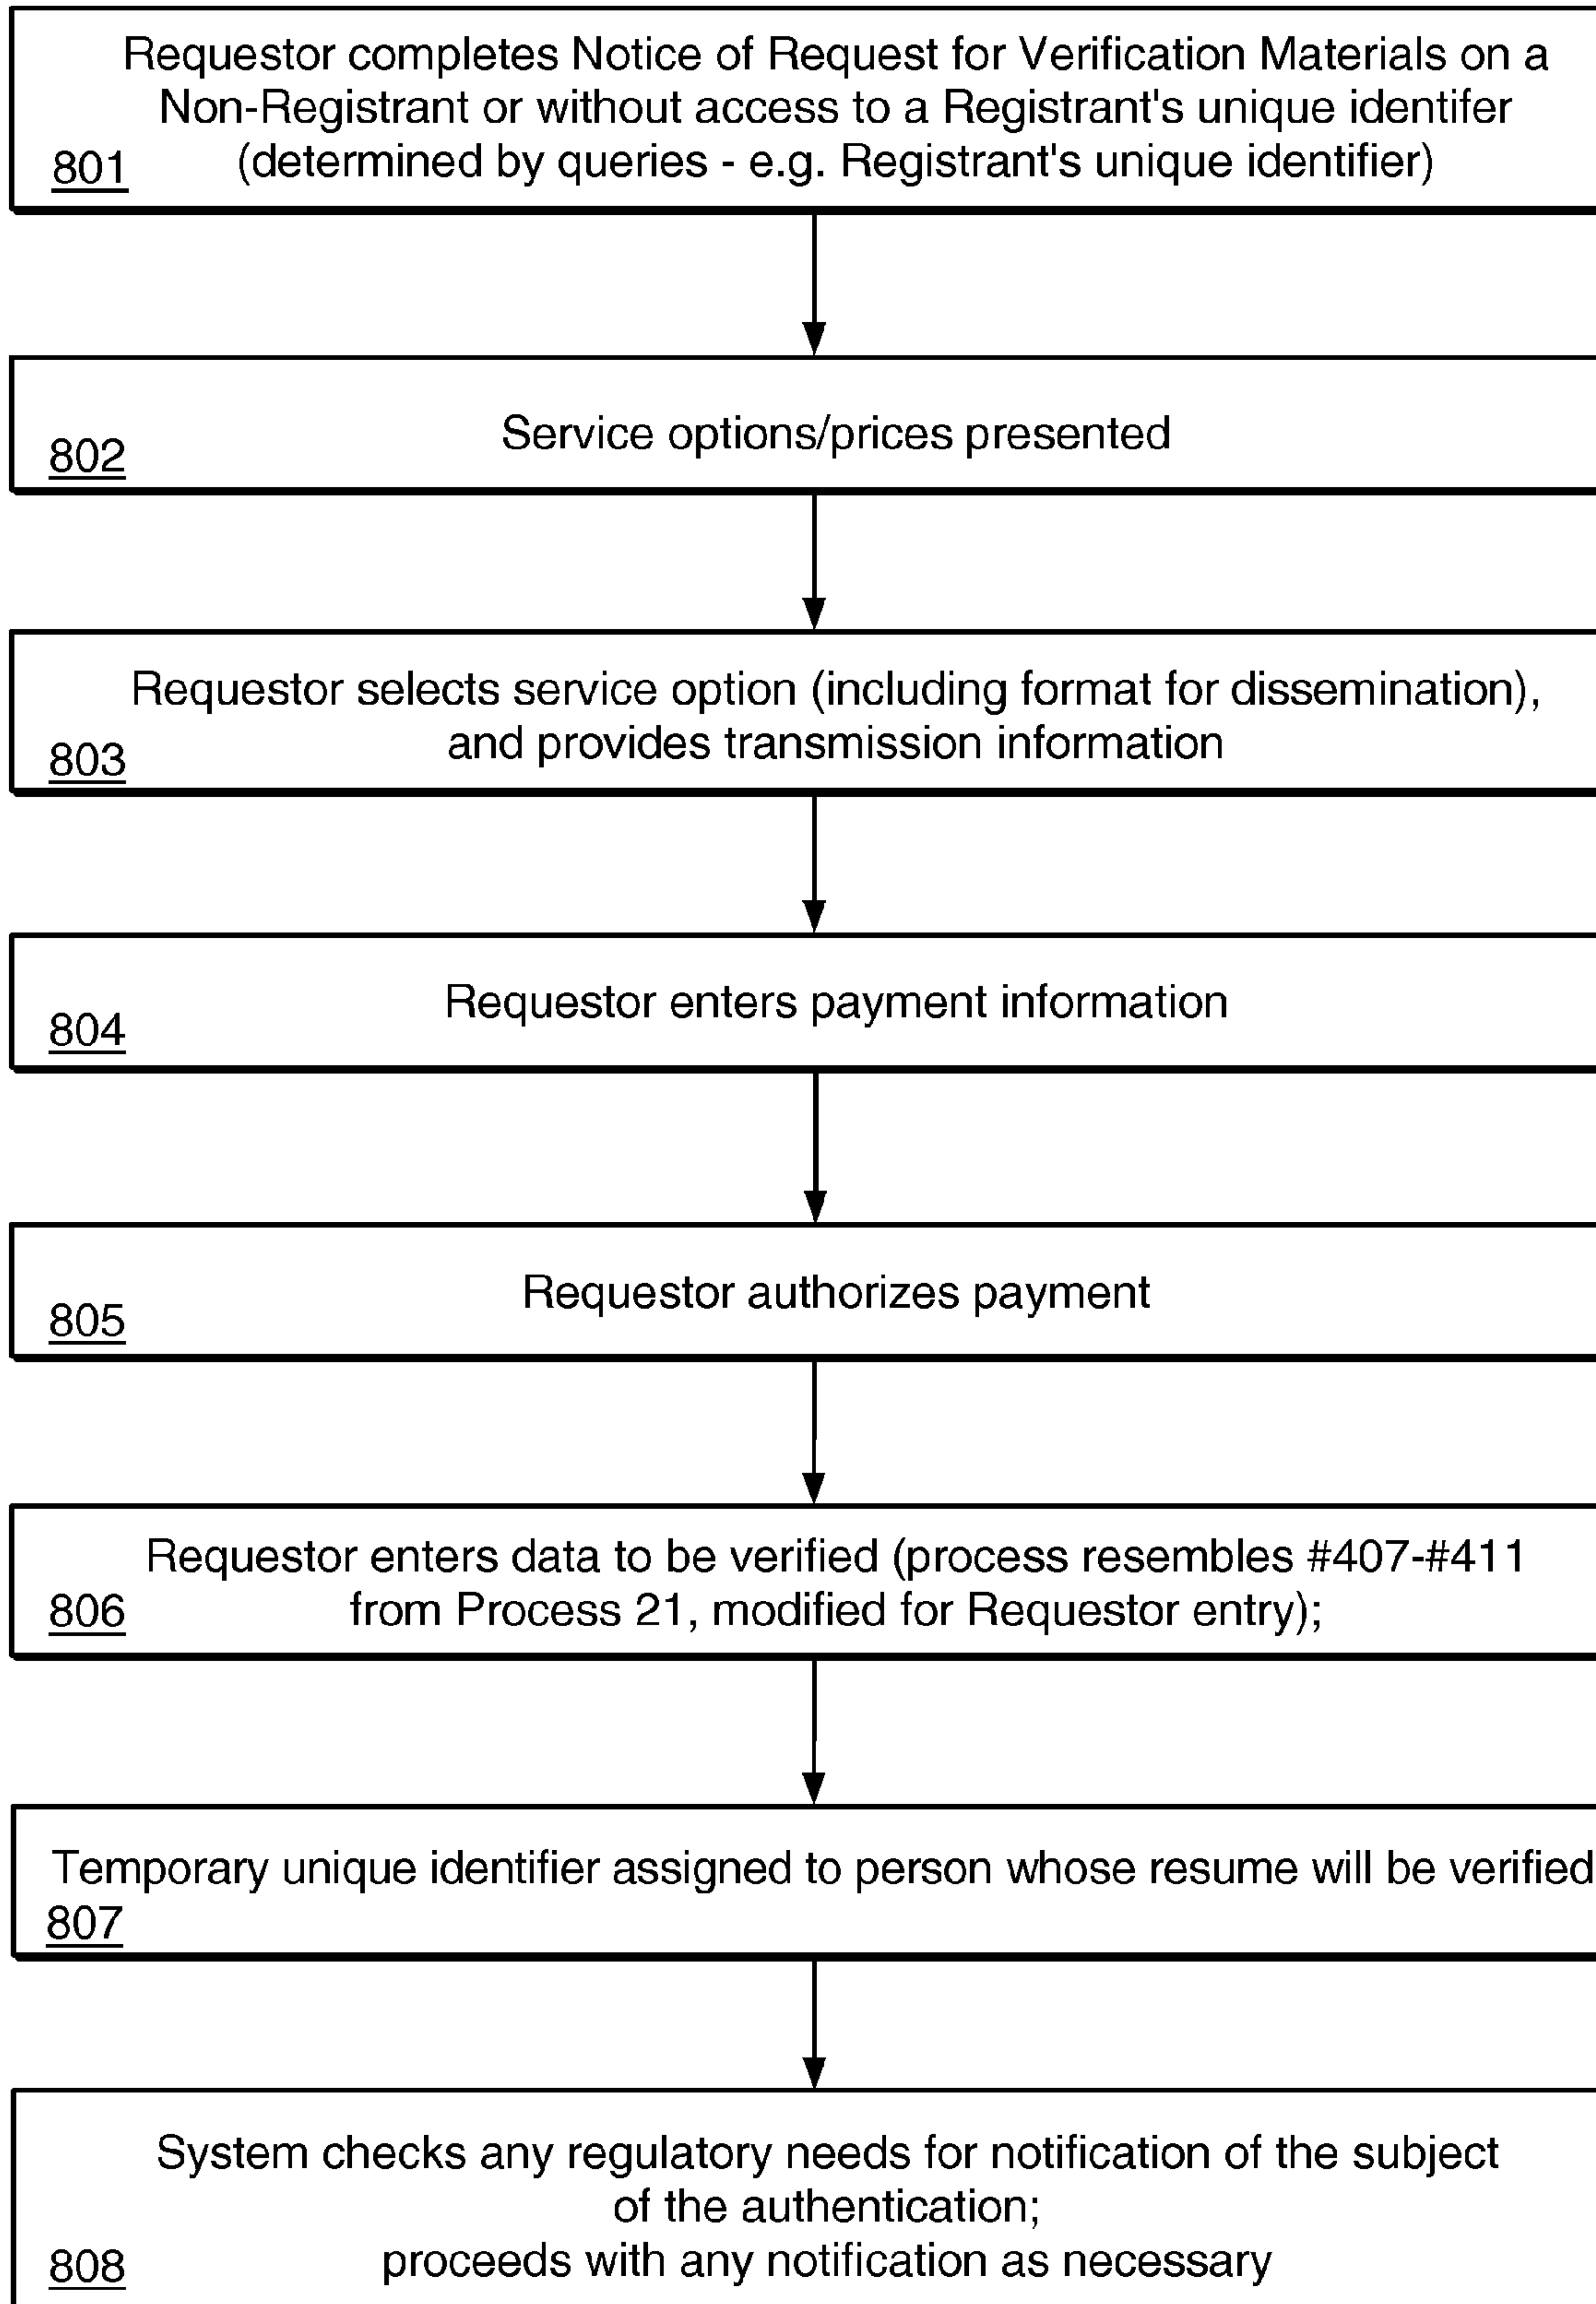 Requestor completes Notice of Request for Verification Materials on a
Non-Registrant or without access to a Registrant's unique identifer
801 (determined by queries - e.g. Registrant's unique identifier)
Service options/prices presented
802
Requestor selects service option (including format for dissemination),
and provides transmission information
803
Requestor enters payment information
804
Requestor authorizes payment
805
Requestor enters data to be verified (process resembles #407-#411
806 from Process 21, modified for Requestor entry);
Temporary unique identifier assigned to person whose resume will be verified
807
System checks any regulatory needs for notification of the subject
of the authentication;
808 proceeds with any notification as necessary